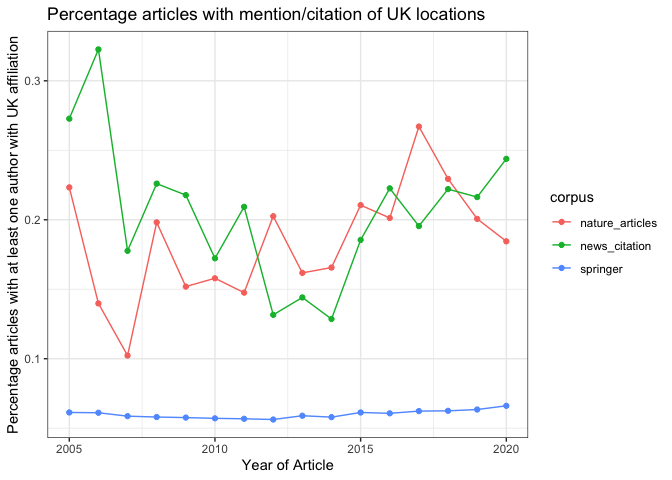 Percentage articles with mention/citation of UK locations
Percentage articles with at least one author with UK affiliation
0.3
0.2
0.1
2005
2010
2015
2020
Year of Article
corpus
nature_articles
news_citation
springer